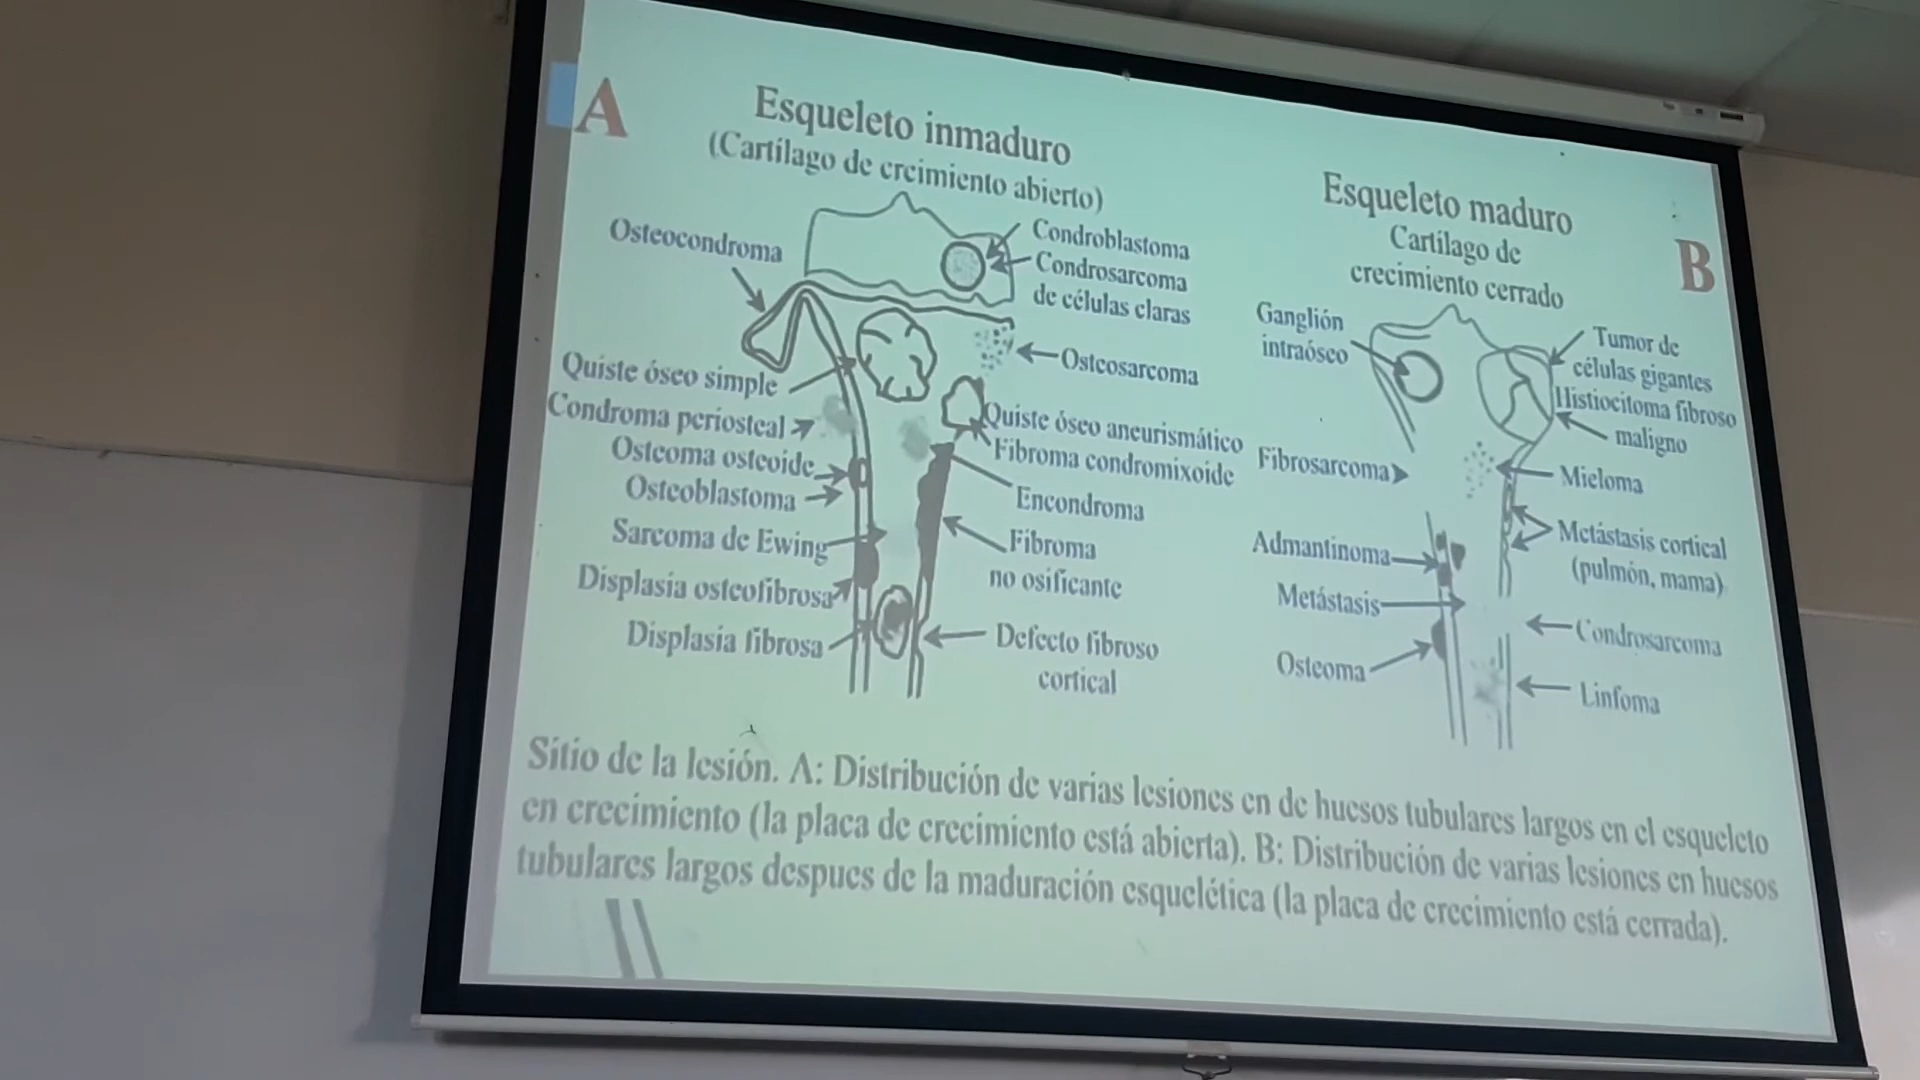 A
Esqueleto inmaduro
(Cartílago de crcimiento abierto)
Osteocondroma
Condroblastoma
Condrosarcoma
de células claras
Osteosarcoma
Quiste óseo simple
Condroma periosteal
Quiste óseo aneurismático
Osteoma osteoide
Fibroma condromixoide
Osteoblastoma
Encondroma
Sarcoma de Ewing
Fibroma
no osificante
Displasia osteofibrosa
Displasia fibrosa
Defecto fibroso
cortical
Esqueleto maduro
Cartílago de
crecimiento cerrado
B
Ganglión
intraóseo
Tumor de
células gigantes
Histiocitoma fibroso
maligno
Fibrosarcoma
Mieloma
Metástasis cortical
(pulmón, mama)
Admantinoma
Metástasis
Condrosarcoma
Osteoma
Linfoma
Sitio de la lesión. A: Distribución de varias lesiones en de huesos tubulares largos en el esqueleto
en crecimiento (la placa de crecimiento está abierta). B: Distribución de varias lesiones en huesos
tubulares largos despues de la maduración esquelética (la placa de crecimiento está cerrada).